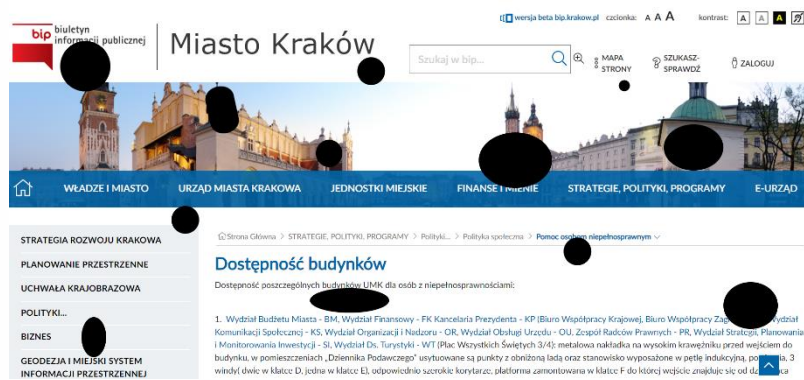 bip biuletyn
informacji publicznej
Miasto Kraków
wersja beta bip.krakow.pl czcionka: A A A kontrast: A A A
Szukaj w bip...
MAPA
STRONY
SZUKASZ-
SPRAWDŹ
ZALOGUJ
WŁADZE I MIASTO URZĄD MIASTA KRAKOWA JEDNOSTKI MIEJSKIE FINANSE I MIENIE STRATEGIE, POLITYKI, PROGRAMY E-URZĄD
STRATEGIA ROZWOJU KRAKOWA
PLANOWANIE PRZESTRZENNE
UCHWAŁA KRAJOBRAZOWA
POLITYKI...
BIZNES
GEODEZJA I MIEJSKI SYSTEM
INFORMACJI PRZESTRZENNEJ
Strona Główna > STRATEGIE, POLITYKI, PROGRAMY > Polityki... > Polityka społeczna > Pomoc osobom niepełnosprawnym
Dostępność budynków
Dostępność poszczególnych budynków UMK dla osób z niepełnosprawnościami:
1. Wydział Budżetu Miasta - BM, Wydział Finansowy - FK Kancelaria Prezydenta - KP (Biuro Współpracy Krajowej, Biuro Współpracy Wydział
Komunikacji Społecznej - KS, Wydział Organizacji i Nadzoru - OR, Wydział Obsługi Urzędu - OU, Zespół Radców Prawnych - PR, Wydział Strategii, Planowania
i Monitorowania Inwestycji - SI, Wydział Ds. Turystyki - WT (Plac Wszystkich Świętych 3/4): metalowa nakładka na wysokim krawężniku przed wejściem do
budynku, w pomieszczeniach „Dziennika Podawczego" usytuowane są punkty z obniżoną ladą oraz stanowisko wyposażone w pętlę indukcyjną, 3
windy( dwie w klatce D, jedna w klatce E), odpowiednio szerokie korytarze, platforma zamontowana w klatce F do której wejście znajduje się od